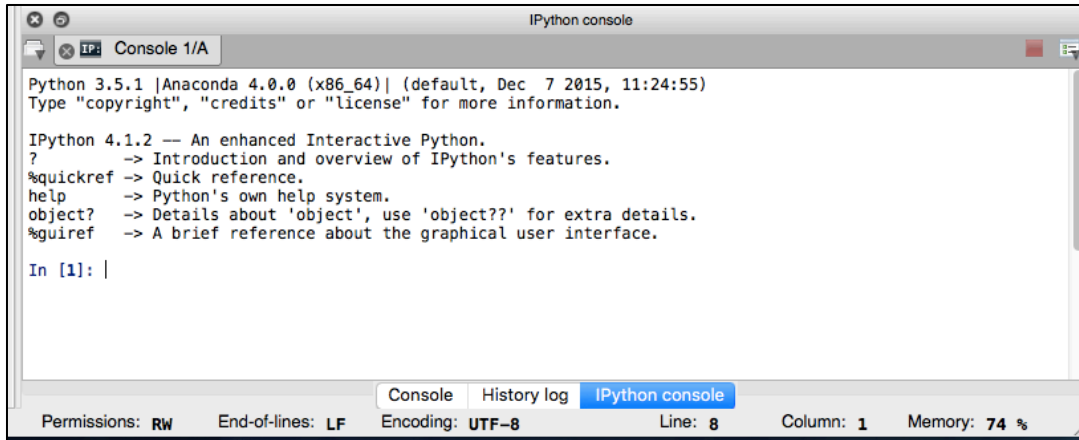 IPython console
IP: Console 1/A
Python 3.5.1 |Anaconda 4.0.0 (x86_64)| (default, Dec  7 2015, 11:24:55)
Type "copyright", "credits" or "license" for more information.
IPython 4.1.2 -- An enhanced Interactive Python.
?         -> Introduction and overview of IPython's features.
%quickref -> Quick reference.
help      -> Python's own help system.
object?   -> Details about 'object', use 'object??' for extra details.
%guiref   -> A brief reference about the graphical user interface.
In [1]:
Console History log IPython console
Permissions: RW End-of-lines: LF Encoding: UTF-8 Line: 8 Column: 1 Memory: 74 %